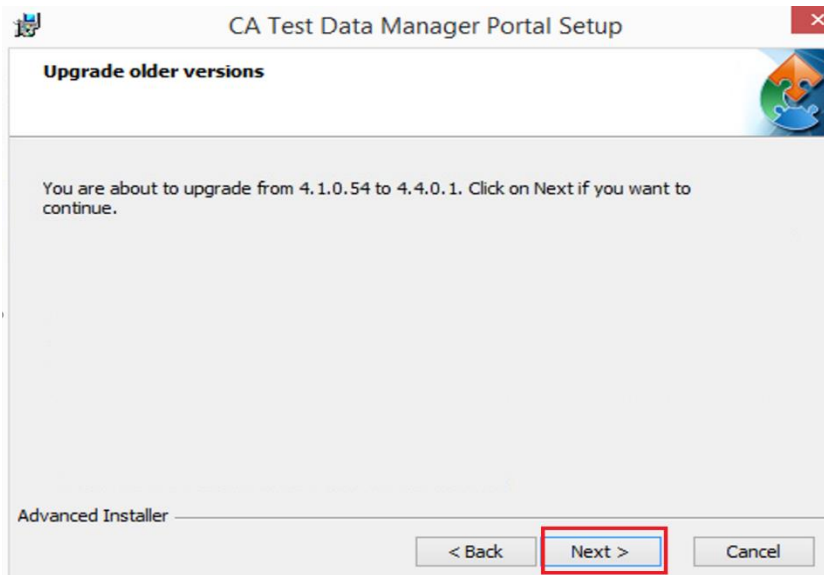 CA Test Data Manager Portal Setup
Upgrade older versions
You are about to upgrade from 4.1.0.54 to 4.4.0.1. Click on Next if you want to
continue.
Advanced Installer
< Back
Next >
Cancel